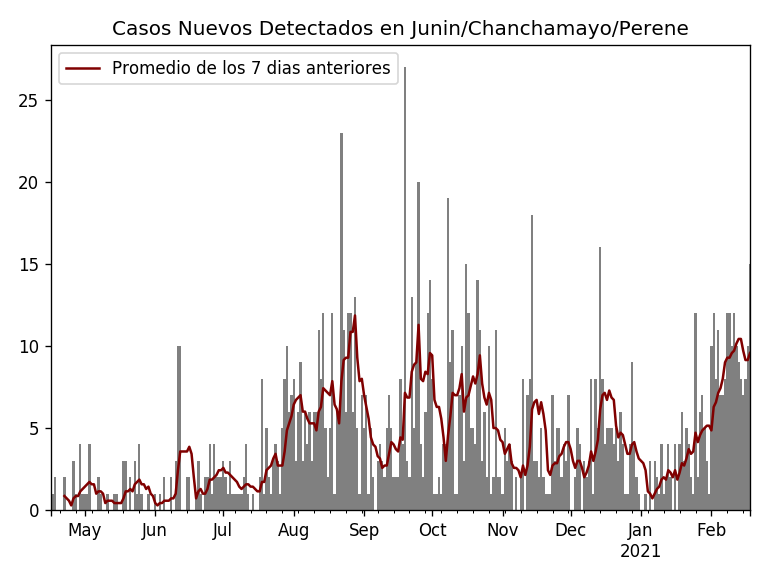 Casos Nuevos Detectados en Junin/Chanchamayo/Perene
Promedio de los 7 dias anteriores
25
20
15
10
5
0
May Jun Jul Aug Sep Oct Nov Dec Jan Feb
2021